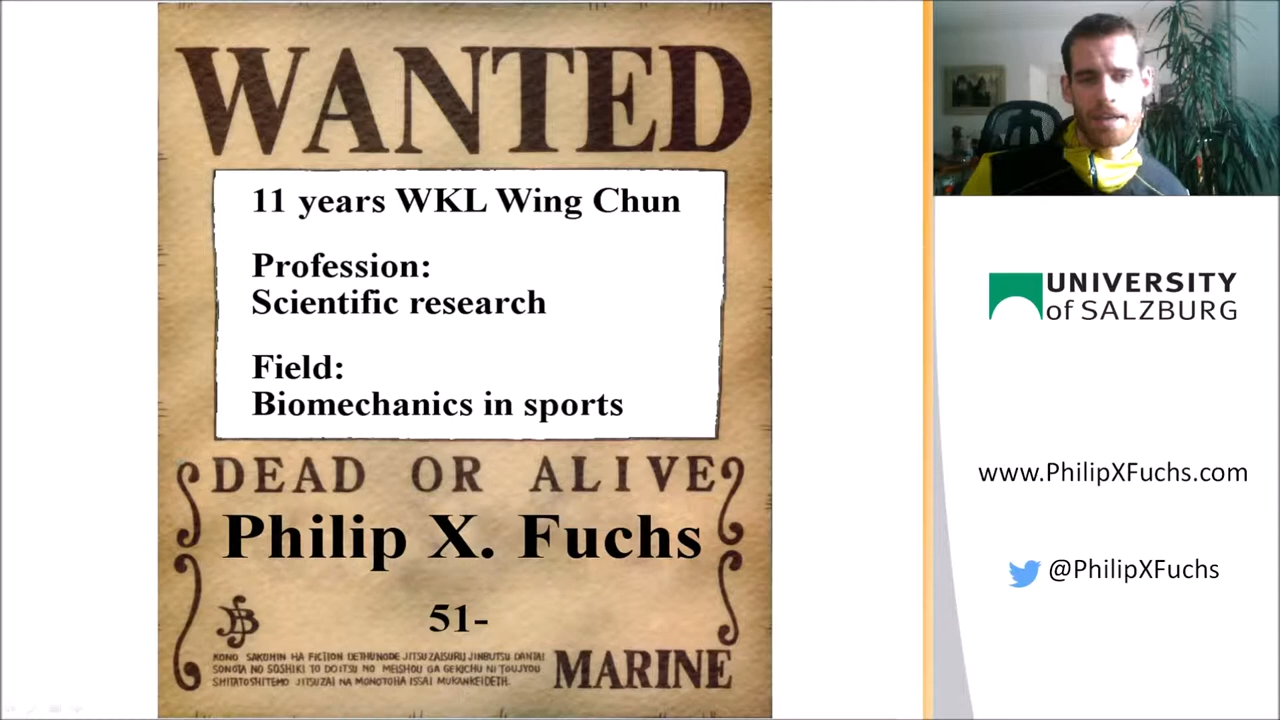 WANTED
11 years WKL Wing Chun
Profession:
Scientific research
Field:
Biomechanics in sports
DEAD OR ALIVE
Philip X. Fuchs
51-
KONO SAKUHIN HA FICTION DETHUNODE JITSUZAISURU JINBUTSU DANTAI
SONOTA NO SOSHIKI TO DOITSU NO MEISHOU GA GEKICHU NI TOUJYOU
SHITATOSHITEMO JITSUZAI NA MONOTOHA ISSAI MUKANKEIDETH.
MARINE
UNIVERSITY
of SALZBURG
www.PhilipXFuchs.com
@PhilipXFuchs